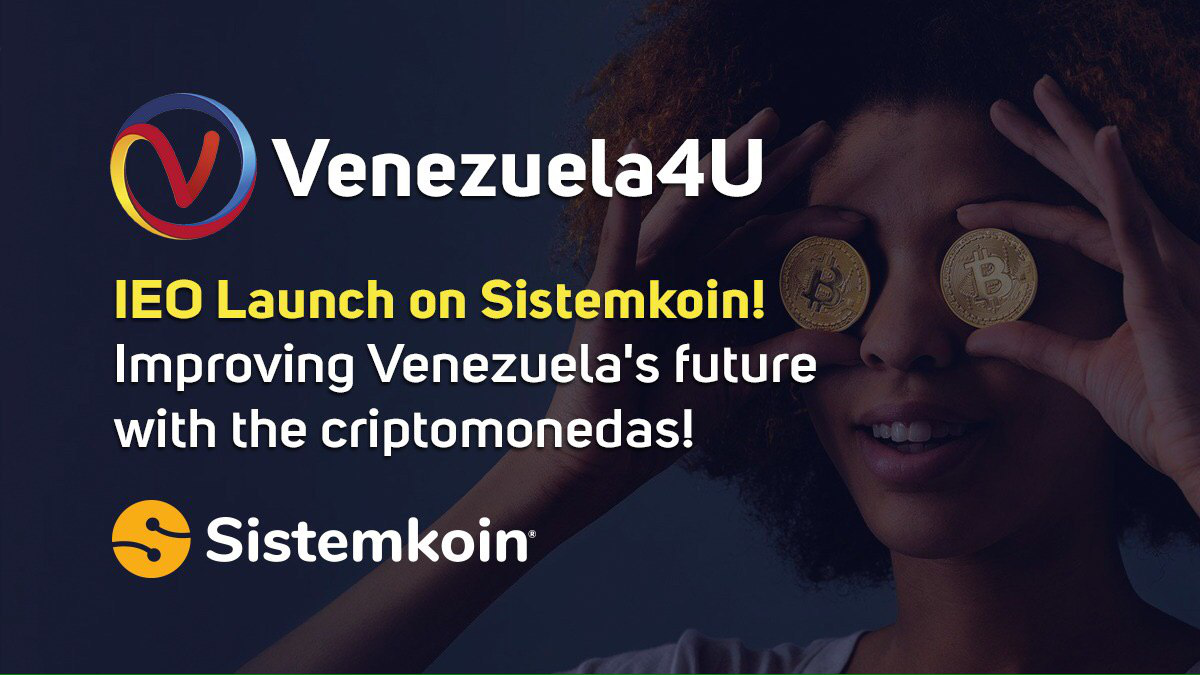 Venezuela4U
IEO Launch on Sistemkoin!
Improving Venezuela's future
with the criptomonedas!
Sistemkoin®